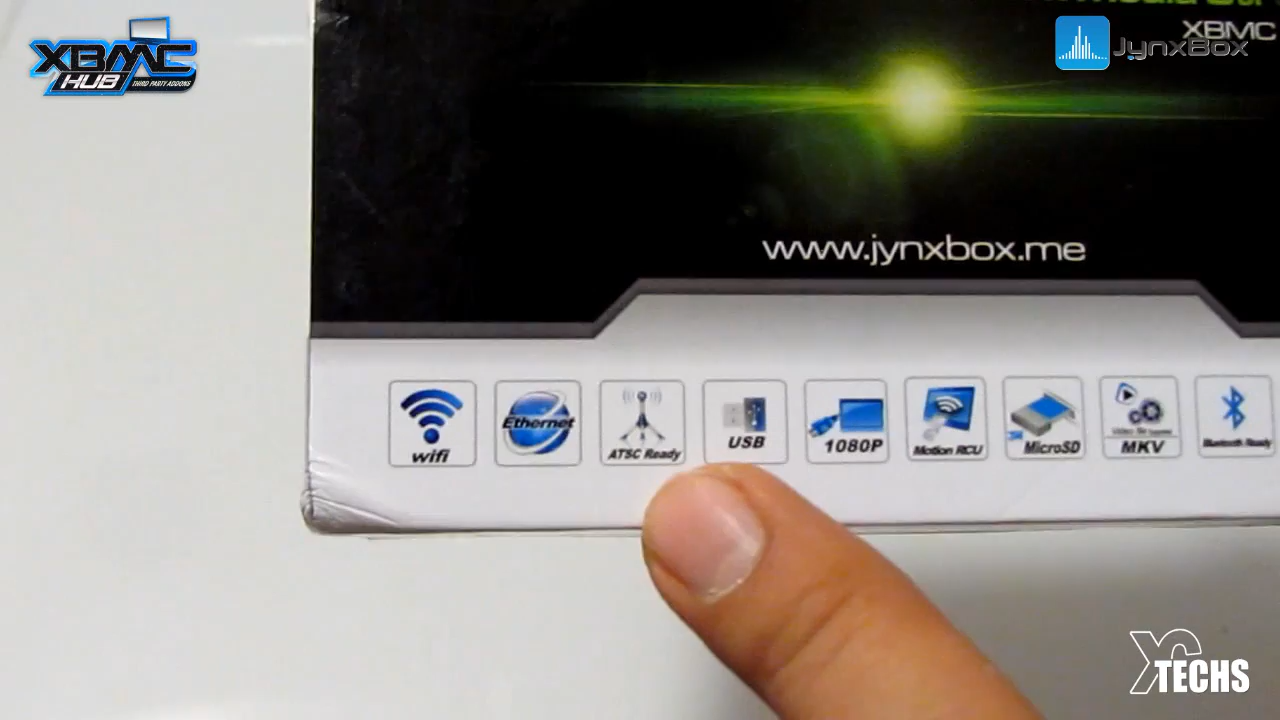 XBMC
HUB THIRD PARTY ADDONS
XBMC
JynxBox
www.jynxbox.me
wifi
Ethernet
ATSC Ready
USB
1080P
Motion RCU
MicroSD
MKV
Bluetooth Ready
TECHS